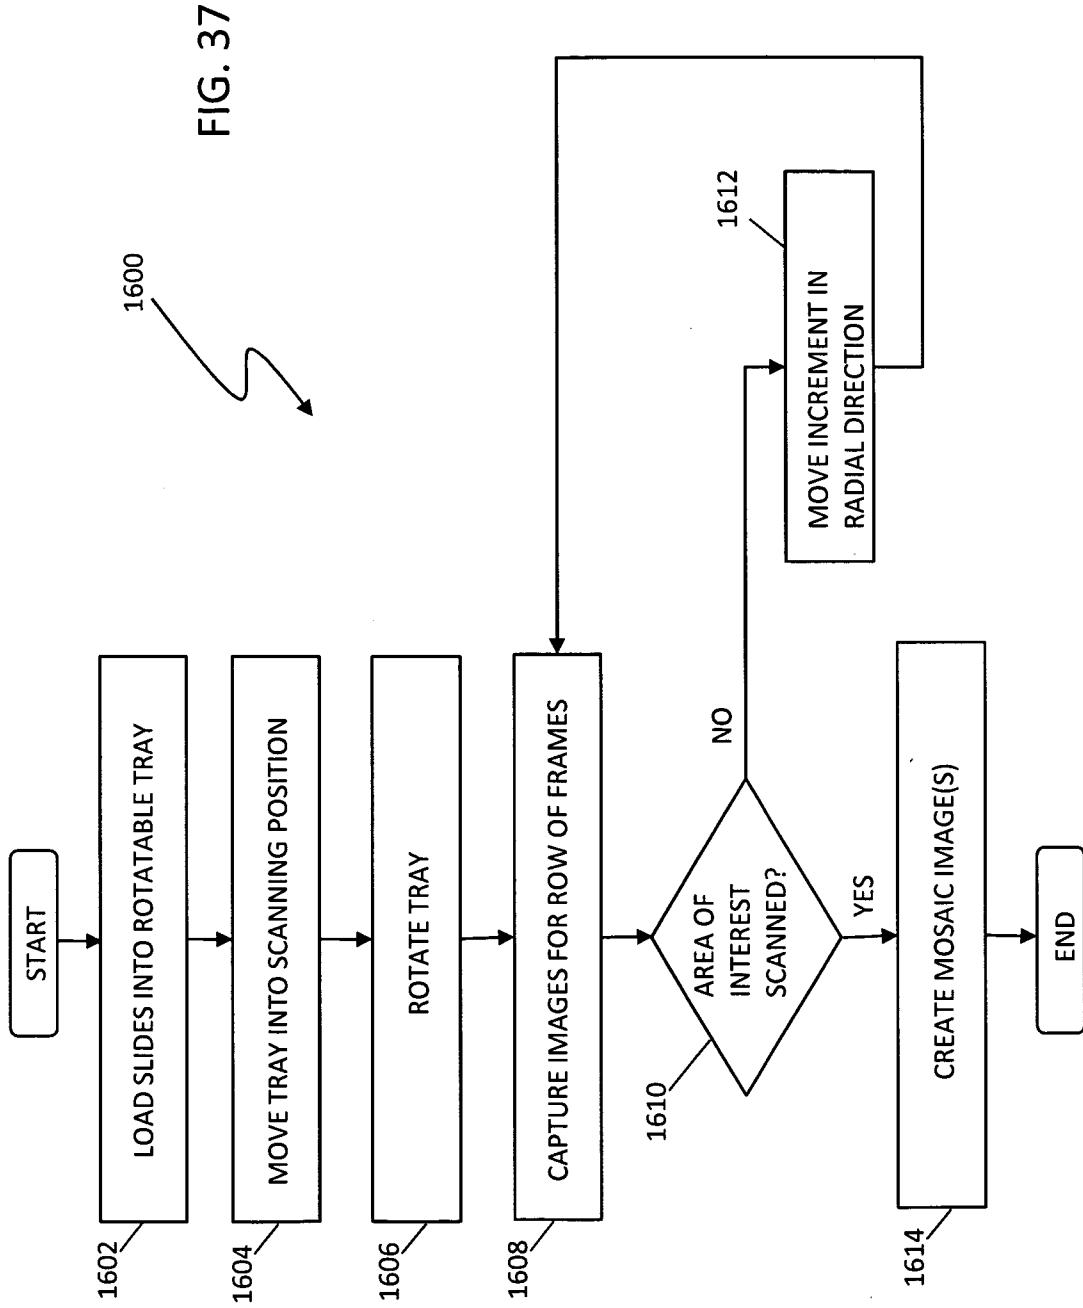 FIG. 37
1600
START
1602
LOAD SLIDES INTO ROTATABLE TRAY
1604
MOVE TRAY INTO SCANNING POSITION
1606
ROTATE TRAY
1608
CAPTURE IMAGES FOR ROW OF FRAMES
1610
AREA OF
INTEREST
SCANNED?
NO
1612
MOVE INCREMENT IN
RADIAL DIRECTION
YES
1614
CREATE MOSAIC IMAGE(S)
END